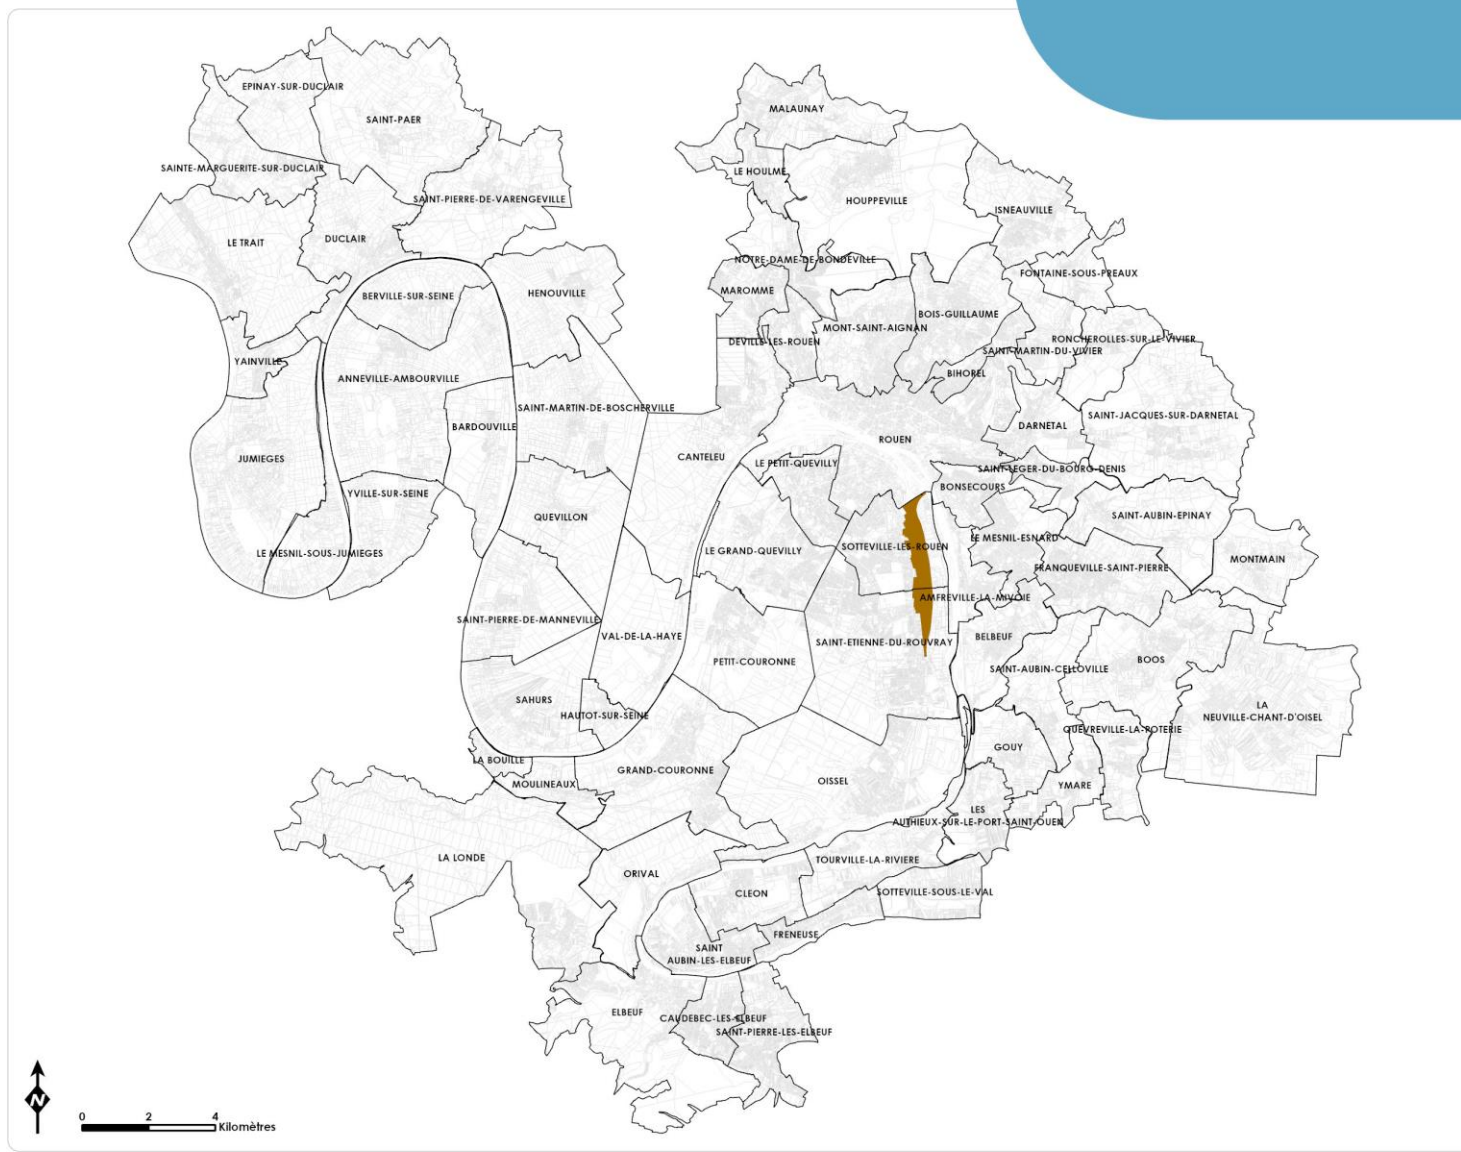 EPINAY-SUR-DUCLAIR
MALAUNAY
SAINT-PAER
SAINTE-MARGUERITE-SUR-DUCLAIR
LE HOULME
SAINT-PIERRE-DE-VARENGEVILLE
HOUPPEVILLE
ISNEAUVILLE
LE TRAIT
DUCLAIR
NOTRE-DAME-DE-BONDEVILLE
FONTAINE-SOUS-PREAUX
MAROMME
HENOUVILLE
BERVILLE-SUR-SEINE
BOIS-GUILLAUME
MONT-SAINT-AIGNAN
RONCHEROLLES-SUR-LE-VIVIER
DEVILLE-LES-ROUEN
SAINT-MARTIN-DU-VIVIER
YAINVILLE
BIHOREL
ANNEVILLE-AMBOURVILLE
SAINT-MARTIN-DE-BOSCHERVILLE
SAINT-JACQUES-SUR-DARNETAL
BARDOUVILLE
DARNETAL
ROUEN
JUMIEGES
CANTELEU
LE PETIT-QUEVILLY
SAINT-LEGER-DU-BOURG-DENIS
BONSECOURS
YVILLE-SUR-SEINE
QUEVILLON
SAINT-AUBIN-EPINAY
LE MESNIL-ESNARD
SOTTEVILLE-LES-ROUEN
LE GRAND-QUEVILLY
LE MESNIL-SOUS-JUMIEGES
MONTMAIN
FRANQUEVILLE-SAINT-PIERRE
AMFREVILLE-LA-MIVOIE
SAINT-PIERRE-DE-MANNEVILLE
VAL-DE-LA-HAYE
BELBEUF
SAINT-ETIENNE-DU-ROUVRAY
PETIT-COURONNE
BOOS
SAINT-AUBIN-CELLOVILLE
SAHURS
LA
NEUVILLE-CHANT-D'OISEL
HAUTOT-SUR-SEINE
QUEVREVILLE-LA-POTERIE
GOUY
LA BOUILLE
GRAND-COURONNE
OISSEL
MOULINEAUX
YMARE
LES
AUTHIEUX-SUR-LE-PORT-SAINT-OUEN
LA LONDE
TOURVILLE-LA-RIVIERE
ORIVAL
CLEON
SOTTEVILLE-SOUS-LE-VAL
FRENEUSE
SAINT
AUBIN-LES-ELBEUF
ELBEUF
CAUDEBEC-LES-ELBEUF
SAINT-PIERRE-LES-ELBEUF
N
0 2 4
Kilomètres